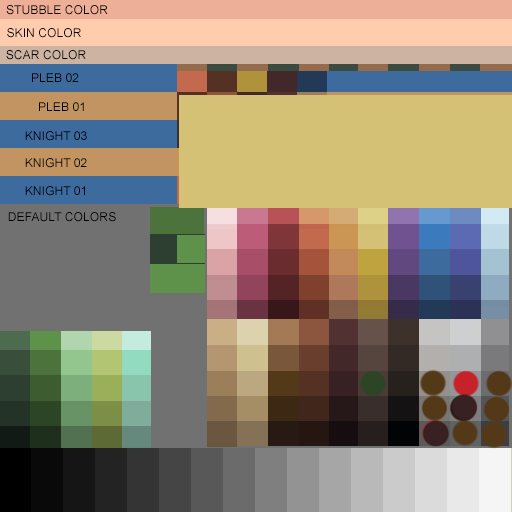 STUBBLE COLOR
SKIN COLOR
SCAR COLOR
PLEB 02
PLEB 01
KNIGHT 03
KNIGHT 02
KNIGHT 01
DEFAULT COLORS